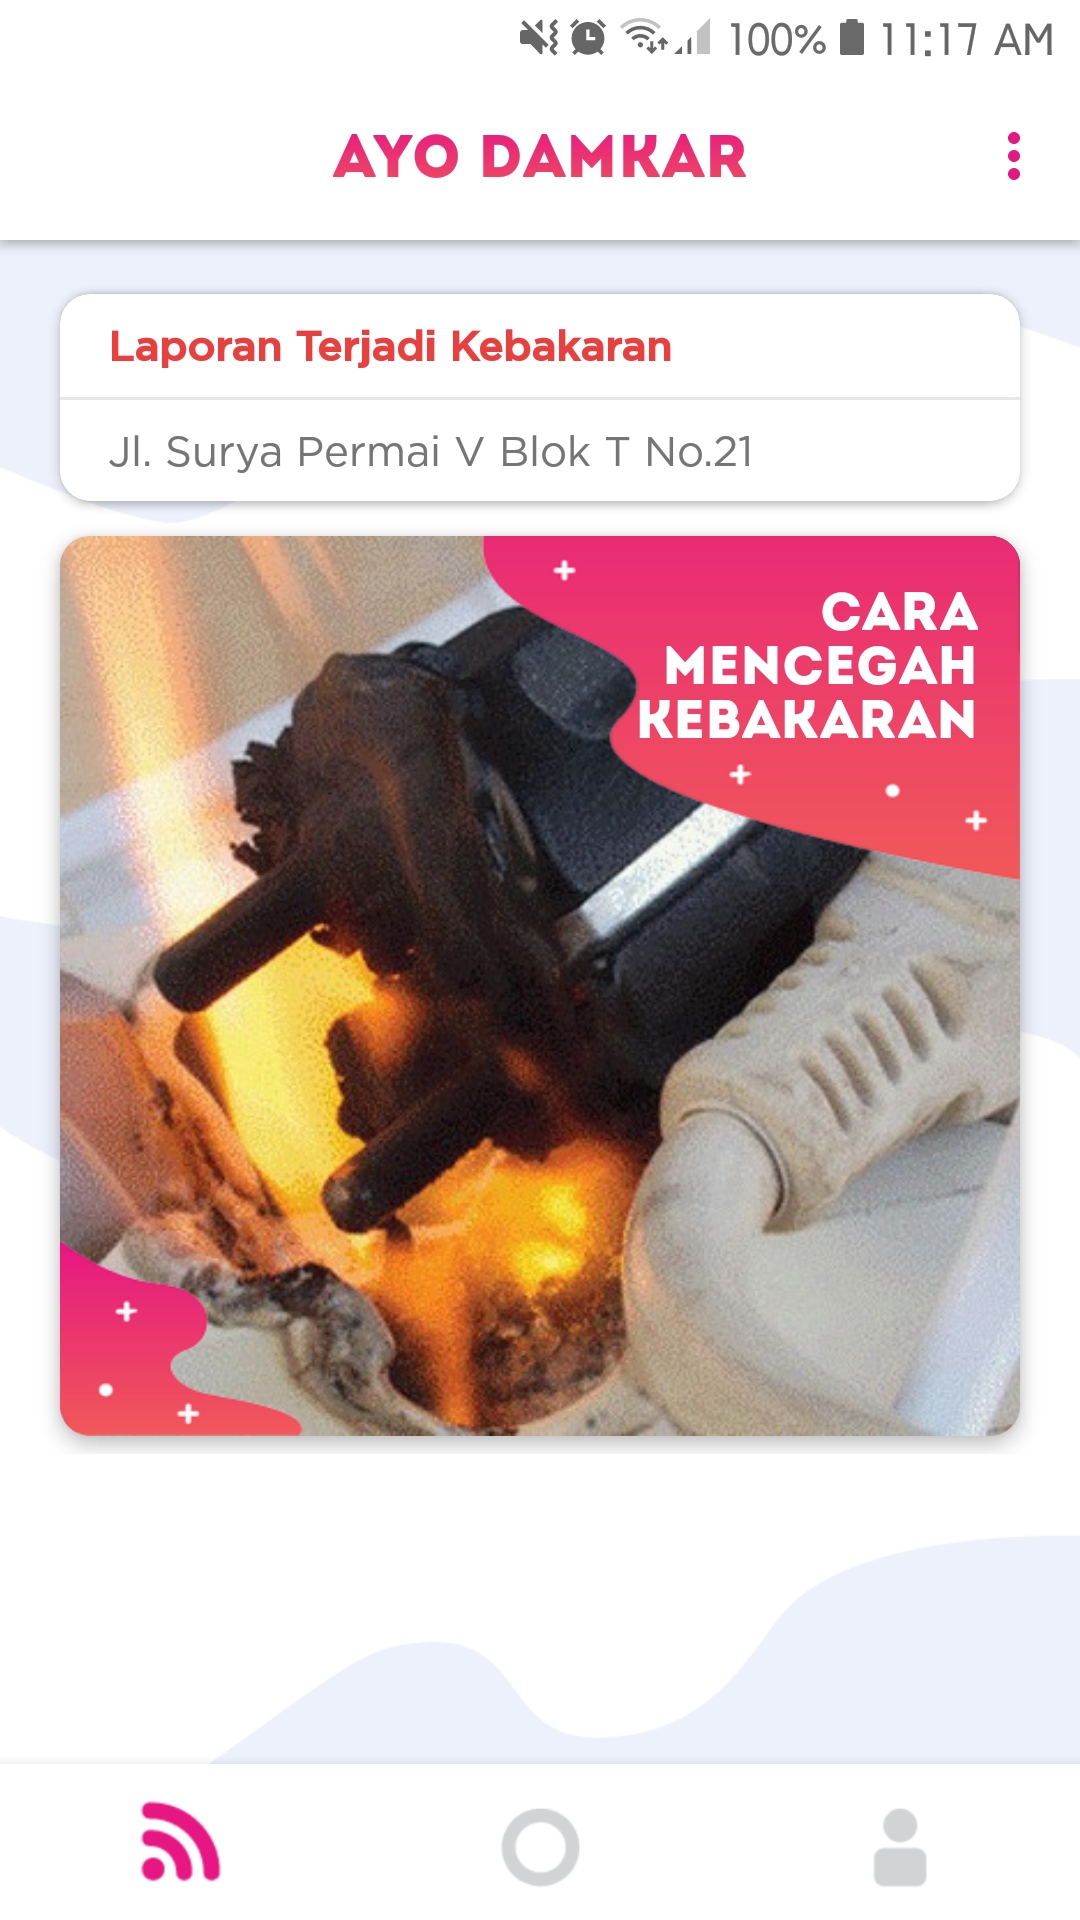 100% 11:17 AM
AYO DAMKAR
Laporan Terjadi Kebakaran
Jl. Surya Permai V Blok T No.21
CARA
MENCEGAH
KEBAKARAN